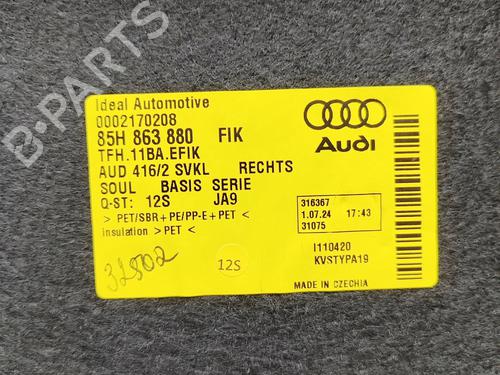 B-PARTS
Ideal Automotive
0002170208
85H 863 880 FIK
TFH.11BA.EFIK
AUD 416/2 SVKL RECHTS
SOUL BASIS SERIE
Q-ST: 12S JA9
> PET/SBR+PE/PP-E+PET <
insulation >PET <
Audi
316367
1.07.24 17:43
31075
I110420
KVSTYPA19
12S
MADE IN CZECHIA